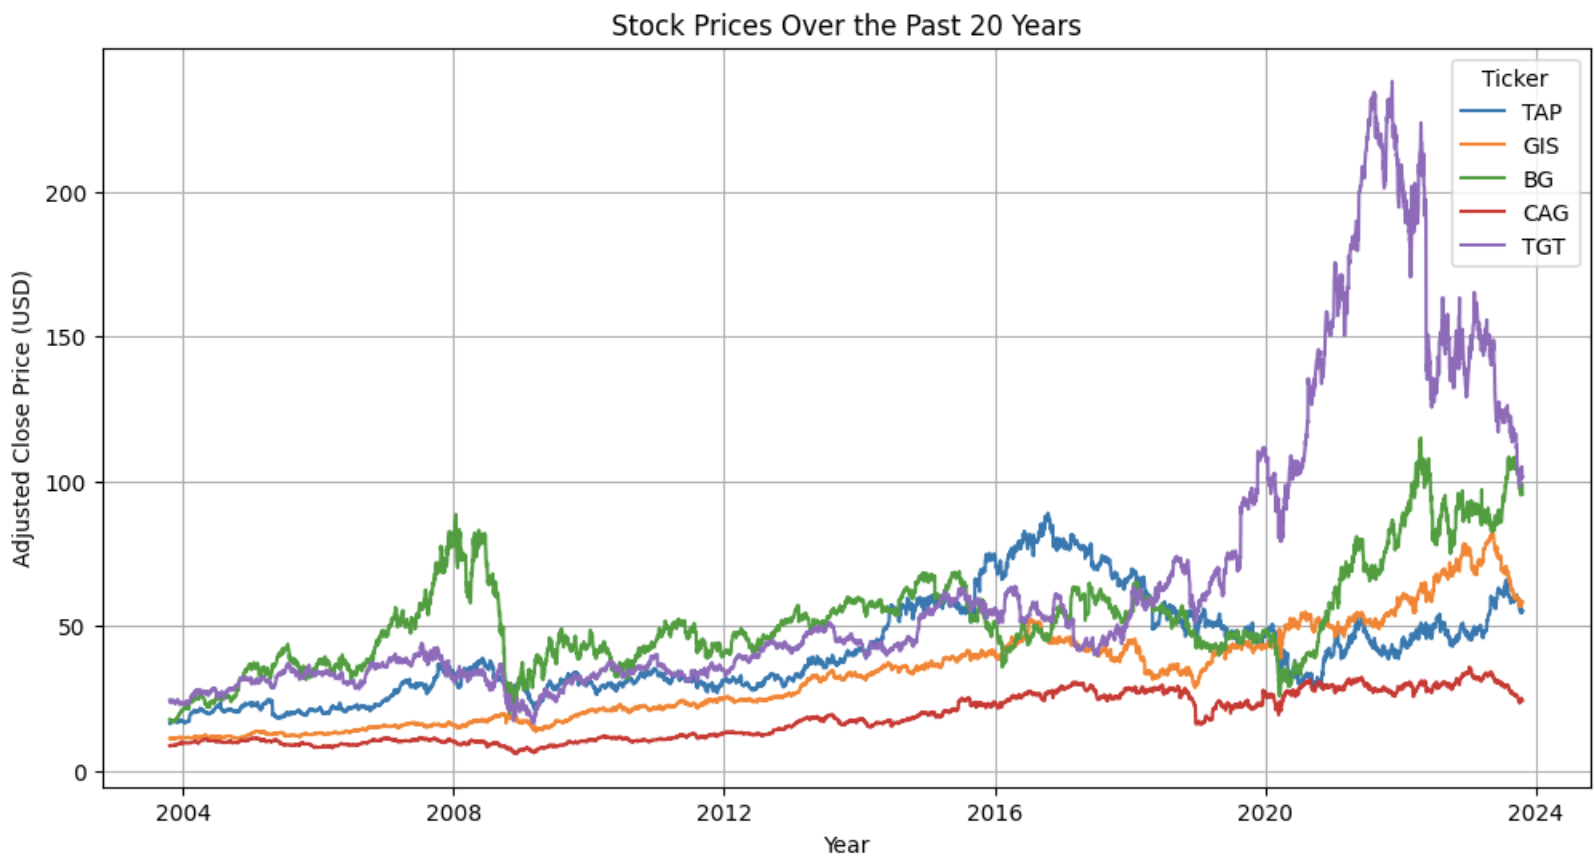 Stock Prices Over the Past 20 Years
Ticker
TAP
GIS
BG
CAG
TGT
Adjusted Close Price (USD)
200
150
100
50
0
2004 2008 2012 2016 2020 2024
Year